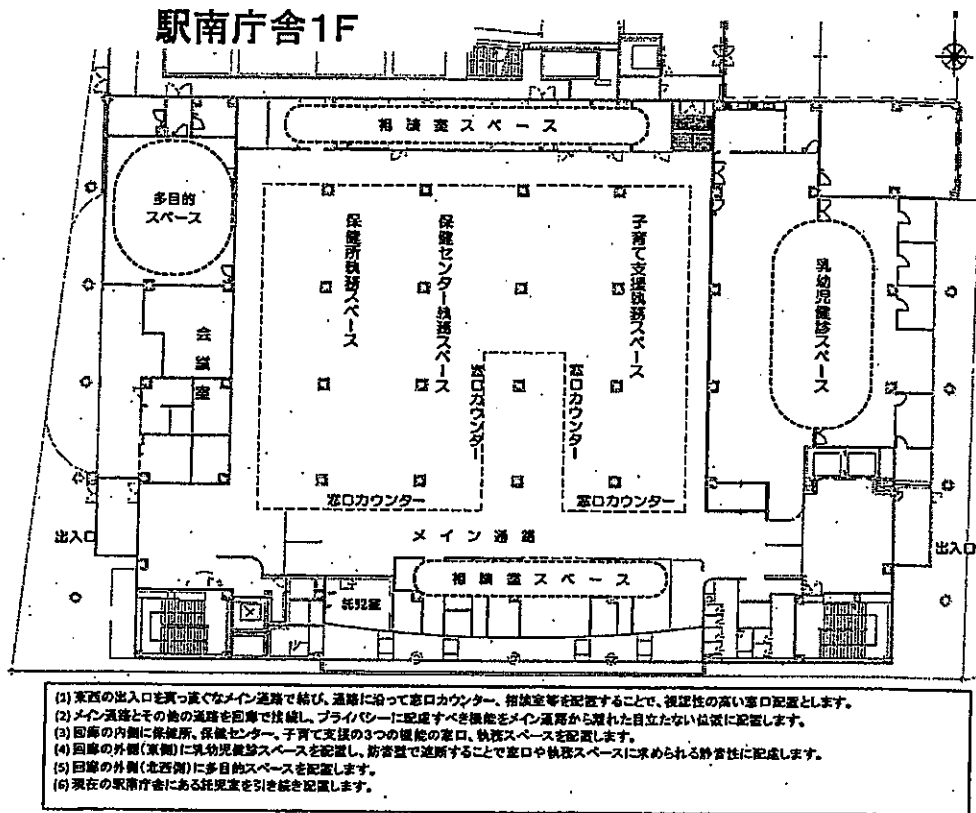 駅南庁舎1F
相談室スペース
多目的
スペース
保健所執務スペース
保健センター執務スペース
子育て支援執務スペース
乳幼児健診スペース
会議室
窓口カウンター
窓口カウンター
窓口カウンター
窓口カウンター
メイン通路
出入口
出入口
相談室スペース
託児室
(1) 東西の出入口を真っ直ぐなメイン通路で結び、通路に沿って窓口カウンター、相談室等を配置することで、視認性の高い窓口配置とします。
(2) メイン通路とその他の通路を回廊で接続し、プライバシーに配慮すべき機能をメイン通路から離れた目立たない位置に配置します。
(3) 回廊の内側に保健所、保健センター、子育て支援の3つの機能の窓口、執務スペースを配置します。
(4) 回廊の外側(東側)に乳幼児健診スペースを配置し、防音壁で遮断することで窓口や執務スペースに求められる静音性に配慮します。
(5) 回廊の外側(北西側)に多目的スペースを配置します。
(6) 現在の駅南庁舎にある託児室を引き続き配置します。